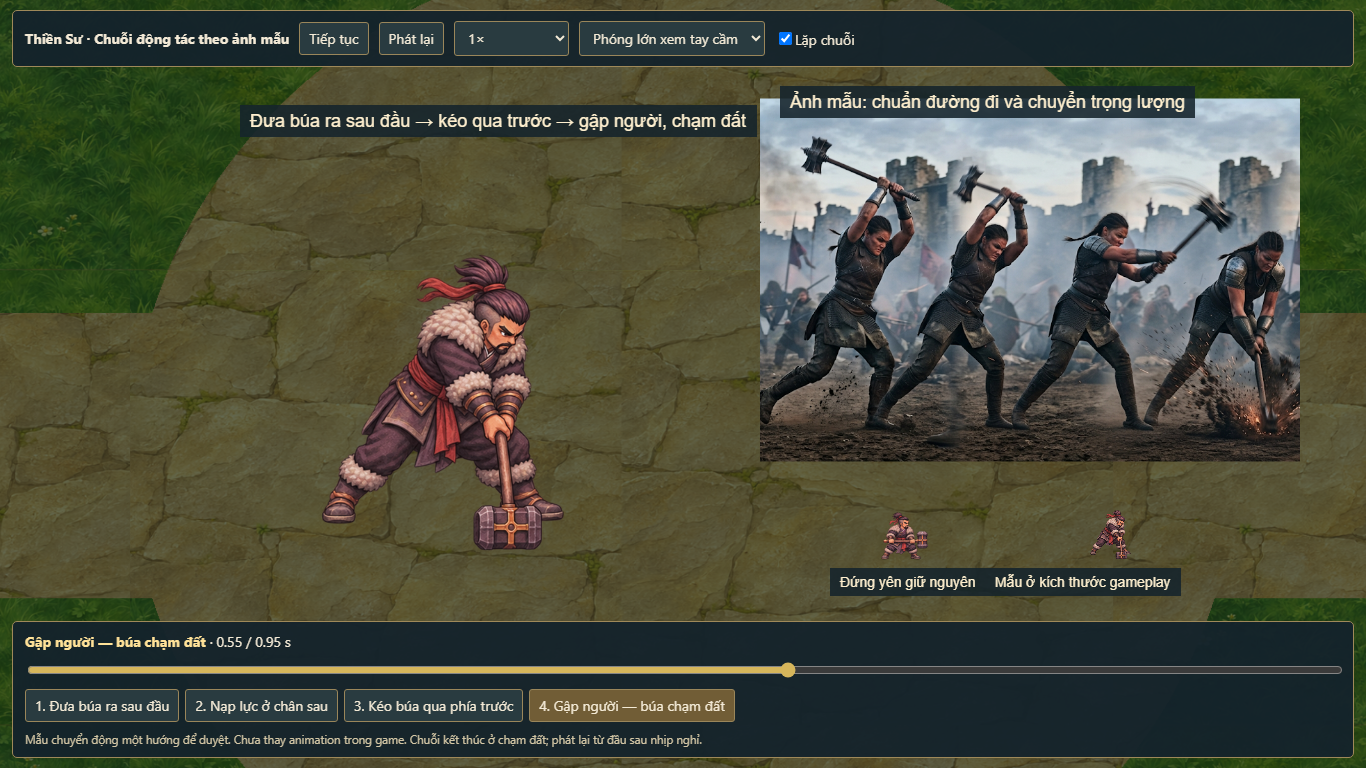 Thiền Sư · Chuỗi động tác theo ảnh mẫu
Tiếp tục
Phát lại
1×
Phóng lớn xem tay cầm
Lặp chuỗi
Đưa búa ra sau đầu → kéo qua trước → gập người, chạm đất
Ảnh mẫu: chuẩn đường đi và chuyển trọng lượng
Đứng yên giữ nguyên
Mẫu ở kích thước gameplay
Gập người — búa chạm đất · 0.55 / 0.95 s
1. Đưa búa ra sau đầu
2. Nạp lực ở chân sau
3. Kéo búa qua phía trước
4. Gập người — búa chạm đất
Mẫu chuyển động một hướng để duyệt. Chưa thay animation trong game. Chuỗi kết thúc ở chạm đất; phát lại từ đầu sau nhịp nghỉ.